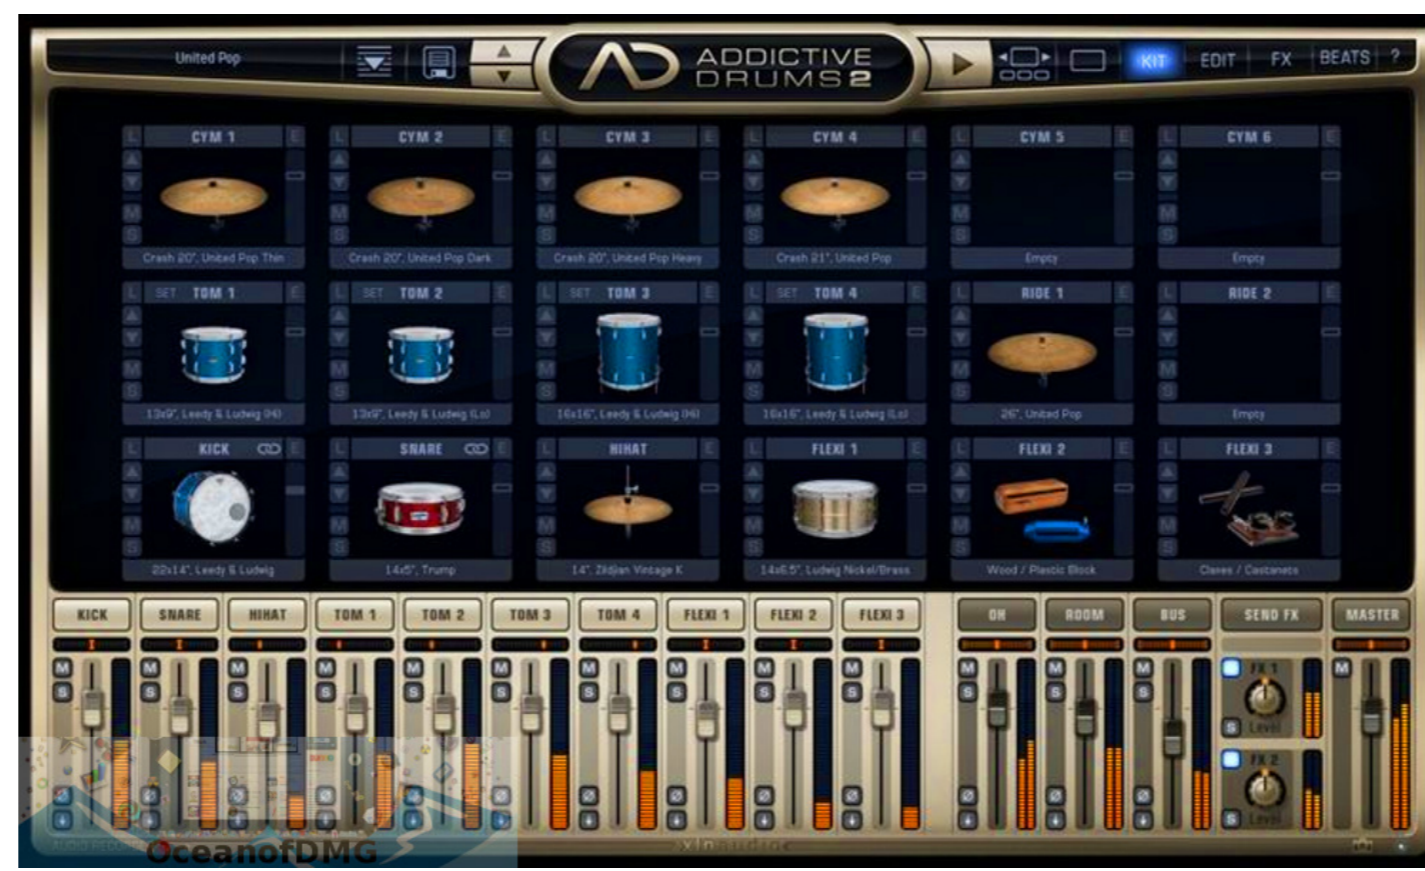 United Pop
ADDICTIVE
DRUMS 2
KIT EDIT FX BEATS ?
L CYM 1 E L CYM 2 E L CYM 3 E L CYM 4 E L CYM 5 E L CYM 6 E
M M M M M M
S S S S S S
Crash 20", United Pop Thin Crash 20", United Pop Dark Crash 20", United Pop Heavy Crash 21", United Pop Empty Empty
L SET TOM 1 E L SET TOM 2 E L SET TOM 3 E L SET TOM 4 E L RIDE 1 E L RIDE 2 E
M M M M M M
S S S S S S
13x9", Leedy & Ludwig (Hi) 13x9", Leedy & Ludwig (Lo) 16x16", Leedy & Ludwig (Hi) 16x16", Leedy & Ludwig (Lo) 26", United Pop Empty
L KICK E L SNARE E L HIHAT E L FLEXI 1 E L FLEXI 2 E L FLEXI 3 E
M M M M M M
S S S S S S
22x14", Leedy & Ludwig 14x5", Trump 14", Zildjian Vintage K 14x6.5", Ludwig Nickel/Brass Wood / Plastic Block Claves / Castanets
KICK SNARE HIHAT TOM 1 TOM 2 TOM 3 TOM 4 FLEXI 1 FLEXI 2 FLEXI 3 OH ROOM BUS SEND FX MASTER
M M M M M M M M M M M M M FX 1 M
S S S S S S S S S S S S S
S Level
FX 2
S Level
AUDIO
OceanofDMG
xln audio